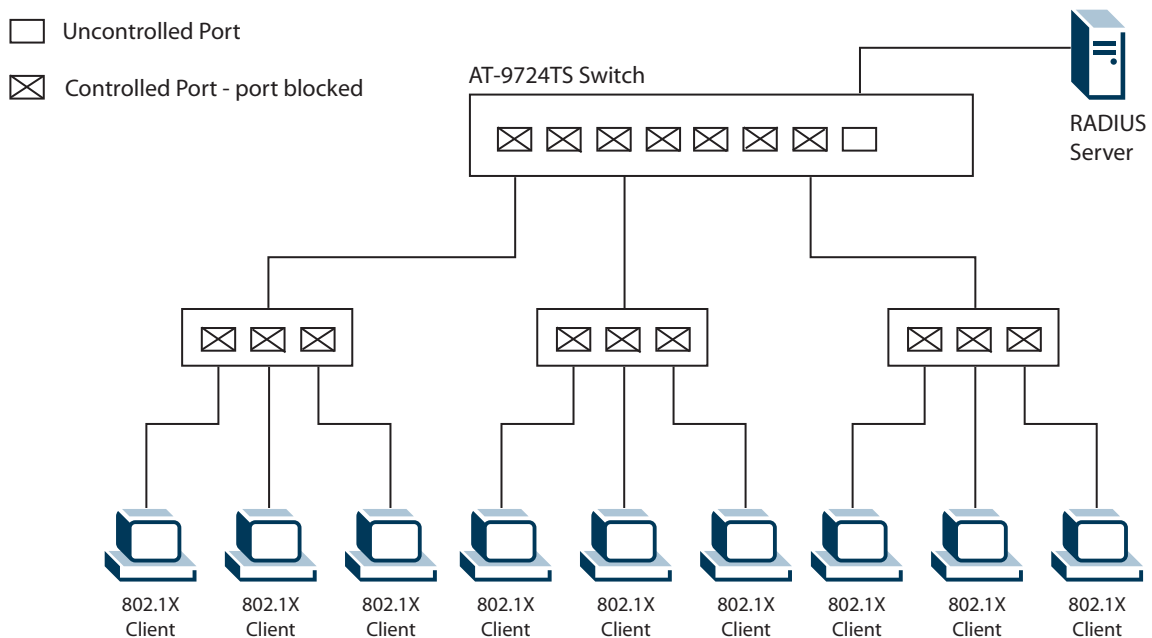 Uncontrolled Port
Controlled Port - port blocked
AT-9724TS Switch
RADIUS
Server
802.1X
Client
802.1X
Client
802.1X
Client
802.1X
Client
802.1X
Client
802.1X
Client
802.1X
Client
802.1X
Client
802.1X
Client